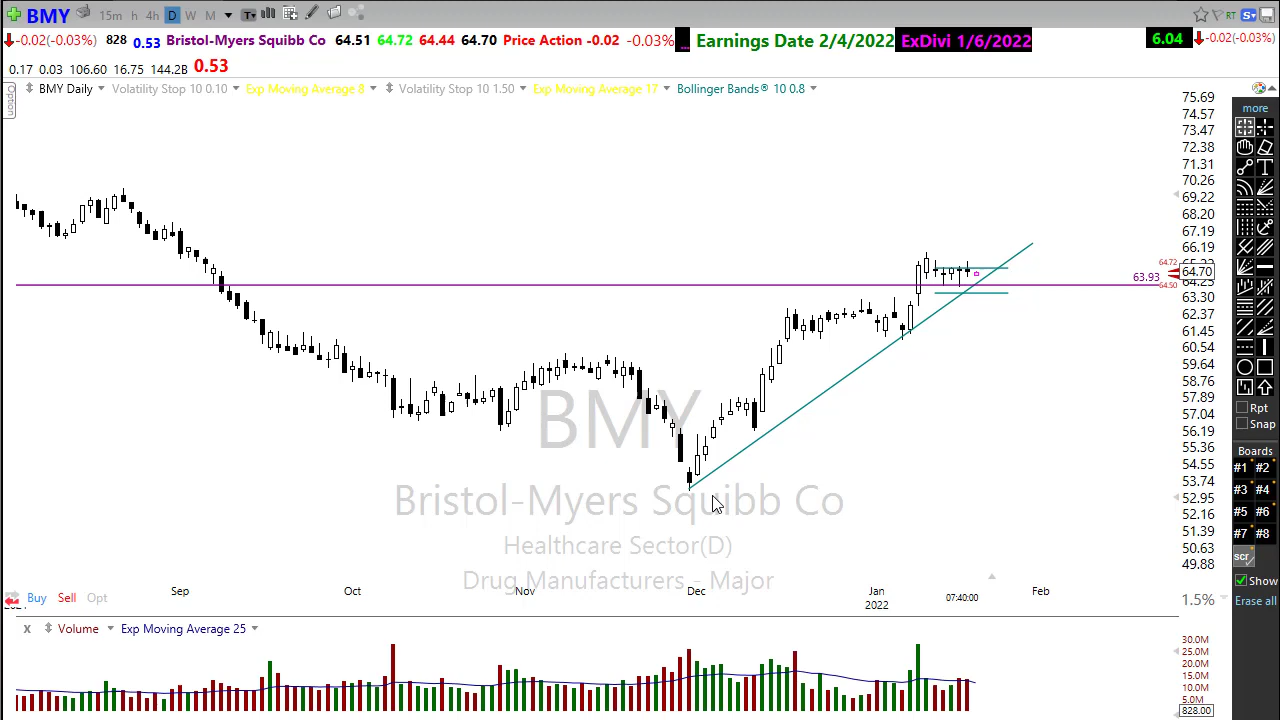 BMY 15m h 4h D W M T RT S
-0.02(-0.03%) 828 0.53 Bristol-Myers Squibb Co 64.51 64.72 64.44 64.70 Price Action -0.02 -0.03% ... Earnings Date 2/4/2022 ExDivi 1/6/2022 6.04 -0.02(-0.03%)
0.17 0.03 106.60 16.75 144.2B 0.53
Option
BMY Daily Volatility Stop 10 0.10 Exp Moving Average 8 Volatility Stop 10 1.50 Exp Moving Average 17 Bollinger Bands® 10 0.8
75.69
74.57
73.47
72.38
71.31
70.26
69.22
68.20
67.19
66.19
64.72
64.70
63.93
64.25
64.50
63.30
62.37
61.45
60.54
59.64
58.76
57.89
57.04
56.19
55.36
54.55
53.74
52.95
52.16
51.39
50.63
49.88
more
Rpt
Snap
Boards
#1 #2
#3 #4
#5 #6
#7 #8
scr
Show
Erase all
BMY
Bristol-Myers Squibb Co
Healthcare Sector(D)
Drug Manufacturers - Major
Sep Oct Nov Dec Jan Feb
2022 07:40:00
Buy Sell Opt
1.5%
X Volume Exp Moving Average 25
30.0M
25.0M
20.0M
15.0M
10.0M
5.0M
828.00